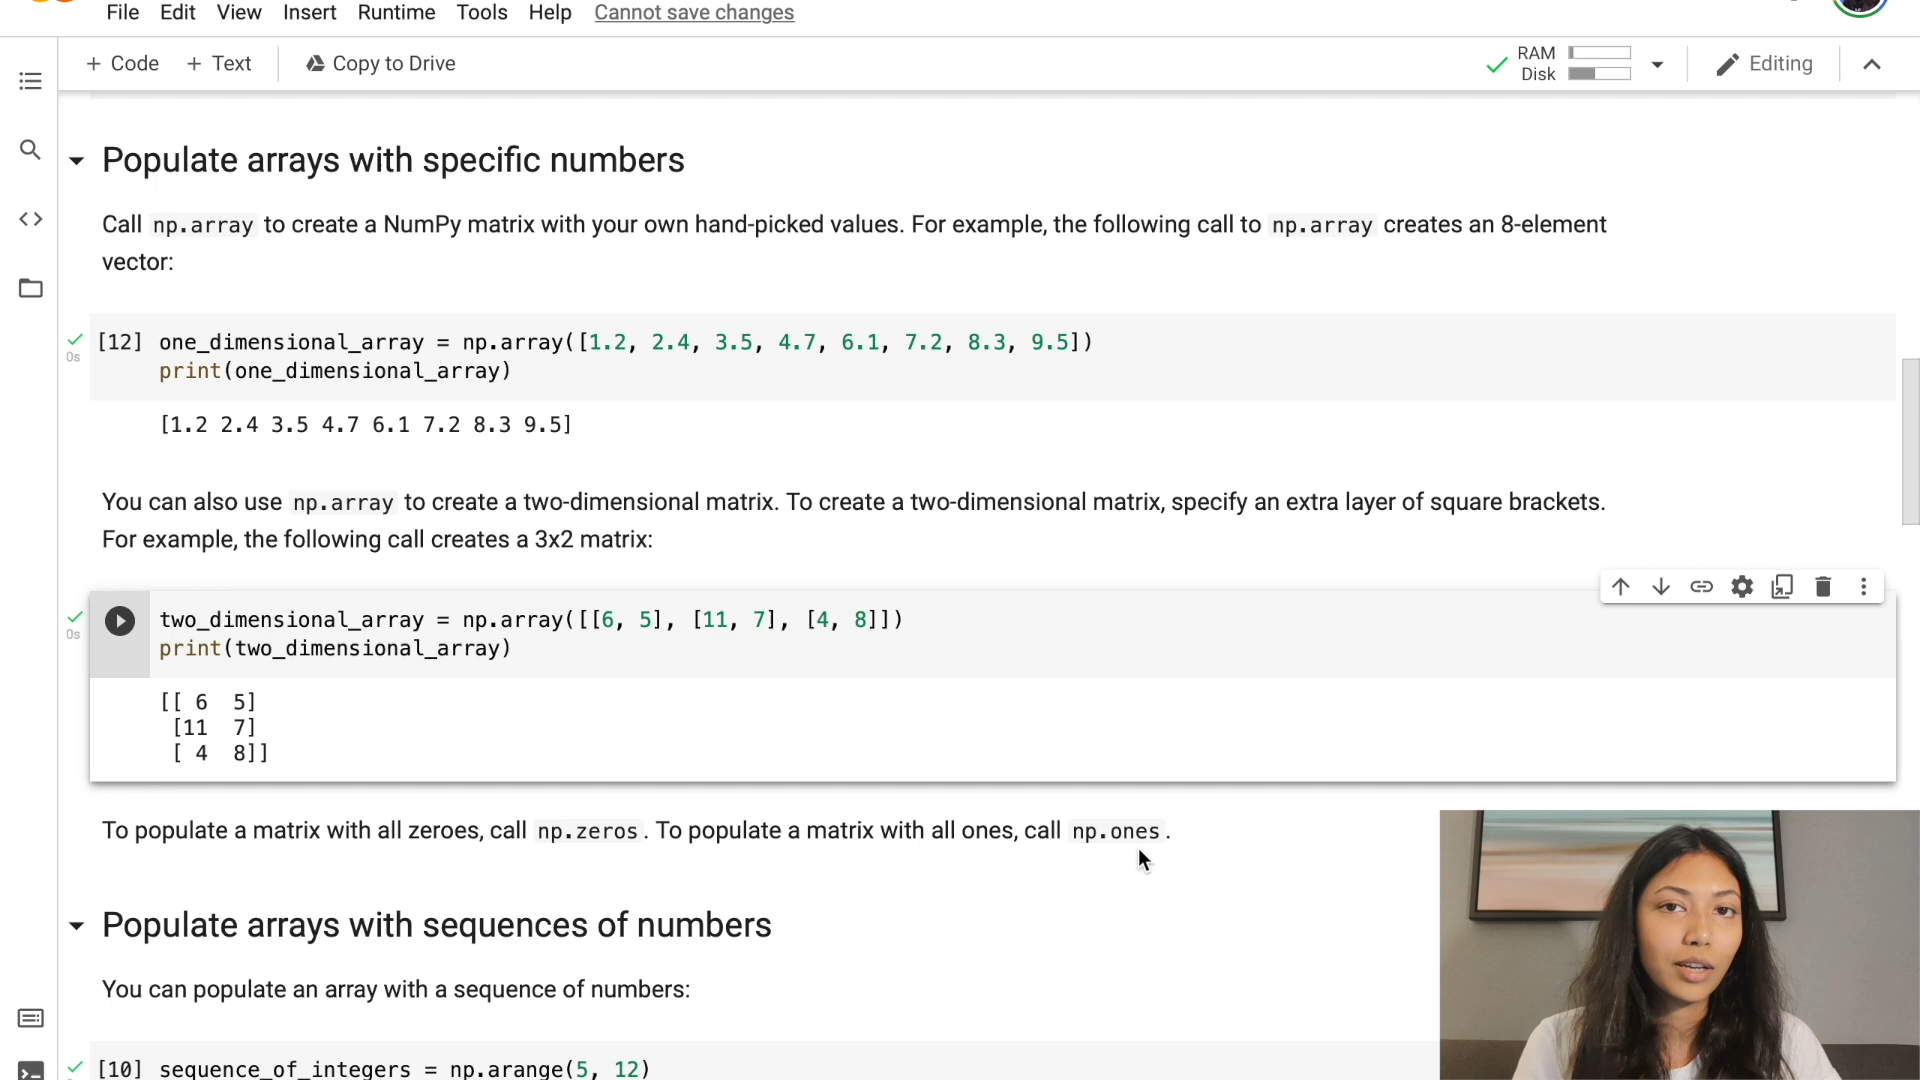 File Edit View Insert Runtime Tools Help Cannot save changes
+ Code + Text Copy to Drive
RAM
Disk
Editing
Populate arrays with specific numbers
Call np.array to create a NumPy matrix with your own hand-picked values. For example, the following call to np.array creates an 8-element
vector:
[12] one_dimensional_array = np.array([1.2, 2.4, 3.5, 4.7, 6.1, 7.2, 8.3, 9.5])
0s
print(one_dimensional_array)
[1.2 2.4 3.5 4.7 6.1 7.2 8.3 9.5]
You can also use np.array to create a two-dimensional matrix. To create a two-dimensional matrix, specify an extra layer of square brackets.
For example, the following call creates a 3x2 matrix:
two_dimensional_array = np.array([[6, 5], [11, 7], [4, 8]])
0s
print(two_dimensional_array)
[[ 6  5]
[11  7]
[ 4  8]]
To populate a matrix with all zeroes, call np.zeros. To populate a matrix with all ones, call np.ones.
Populate arrays with sequences of numbers
You can populate an array with a sequence of numbers:
[10] sequence_of_integers = np.arange(5, 12)